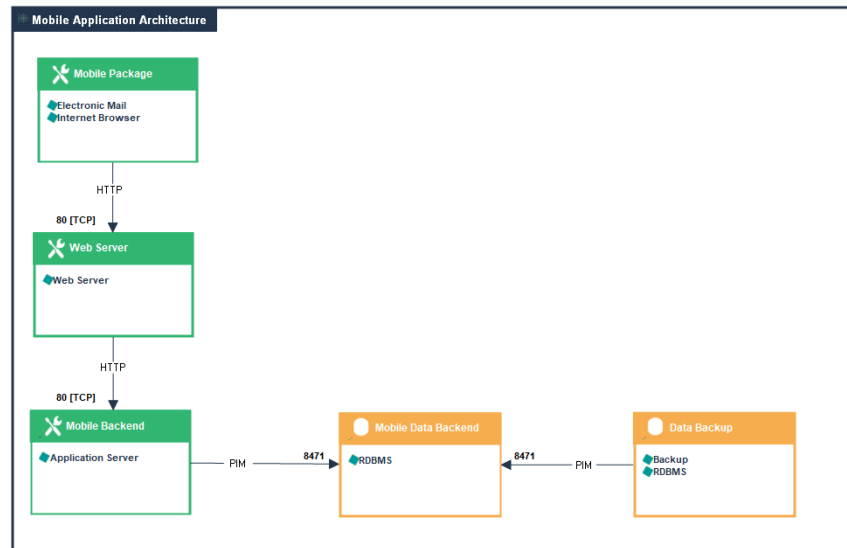 Mobile Application Architecture
Mobile Package
Electronic Mail
Internet Browser
HTTP
80 [TCP]
Web Server
Web Server
HTTP
80 [TCP]
Mobile Backend
Application Server
PIM
8471
Mobile Data Backend
RDBMS
8471
PIM
Data Backup
Backup
RDBMS